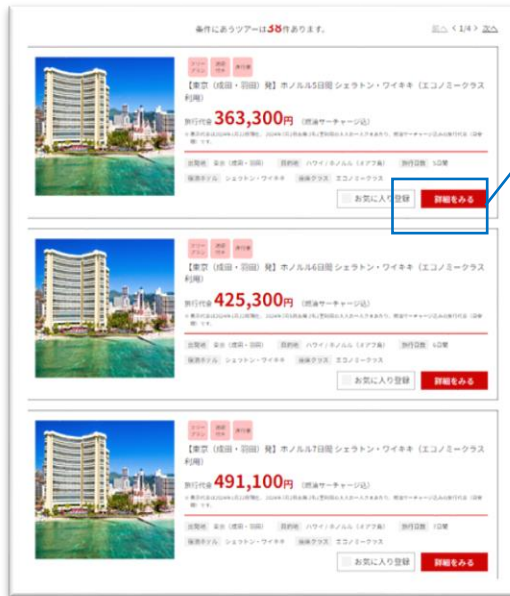 条件にあうツアーは38件あります。
前へ < 1/4 > 次へ
フリープラン 送迎付き 添乗員
【東京（成田・羽田）発】ホノルル5日間 シェラトン・ワイキキ（エコノミークラス
利用）
旅行代金 363,300円 （燃油サーチャージ込）
出発地 東京（成田・羽田） 目的地 ハワイ / ホノルル（オアフ島） 旅行日数 5日間
宿泊ホテル シェラトン・ワイキキ 座席クラス エコノミークラス
お気に入り登録 詳細をみる
【東京（成田・羽田）発】ホノルル6日間 シェラトン・ワイキキ（エコノミークラス
利用）
旅行代金 425,300円 （燃油サーチャージ込）
出発地 東京（成田・羽田） 目的地 ハワイ / ホノルル（オアフ島） 旅行日数 6日間
宿泊ホテル シェラトン・ワイキキ 座席クラス エコノミークラス
お気に入り登録 詳細をみる
【東京（成田・羽田）発】ホノルル7日間 シェラトン・ワイキキ（エコノミークラス
利用）
旅行代金 491,100円 （燃油サーチャージ込）
出発地 東京（成田・羽田） 目的地 ハワイ / ホノルル（オアフ島） 旅行日数 7日間
宿泊ホテル シェラトン・ワイキキ 座席クラス エコノミークラス
お気に入り登録 詳細をみる